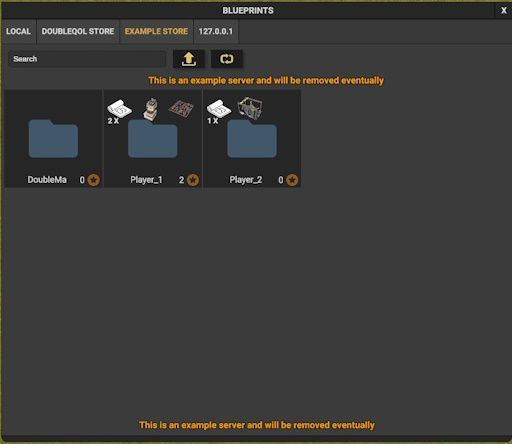 BLUEPRINTS X
LOCAL DOUBLEQOL STORE EXAMPLE STORE 127.0.0.1
Search
This is an example server and will be removed eventually
2 X 1 X
DoubleMa 0 Player_1 2 Player_2 0
This is an example server and will be removed eventually